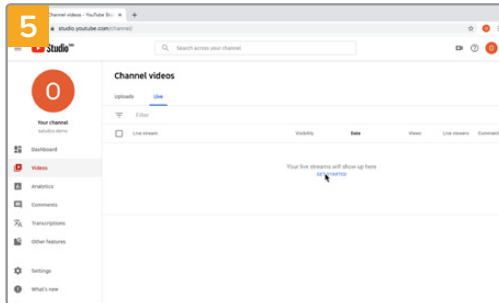 5
Channel videos - YouTube Stu
studio.youtube.com/channel/
Studio
Search across your channel
O
O
Your channel
Dashboard
Videos
Analytics
Comments
Transcriptions
Other features
Settings
What's new
Channel videos
Uploads Live
Filter
Live stream Visibility Date Views Live viewers Comments
Your live streams will show up here
GET STARTED